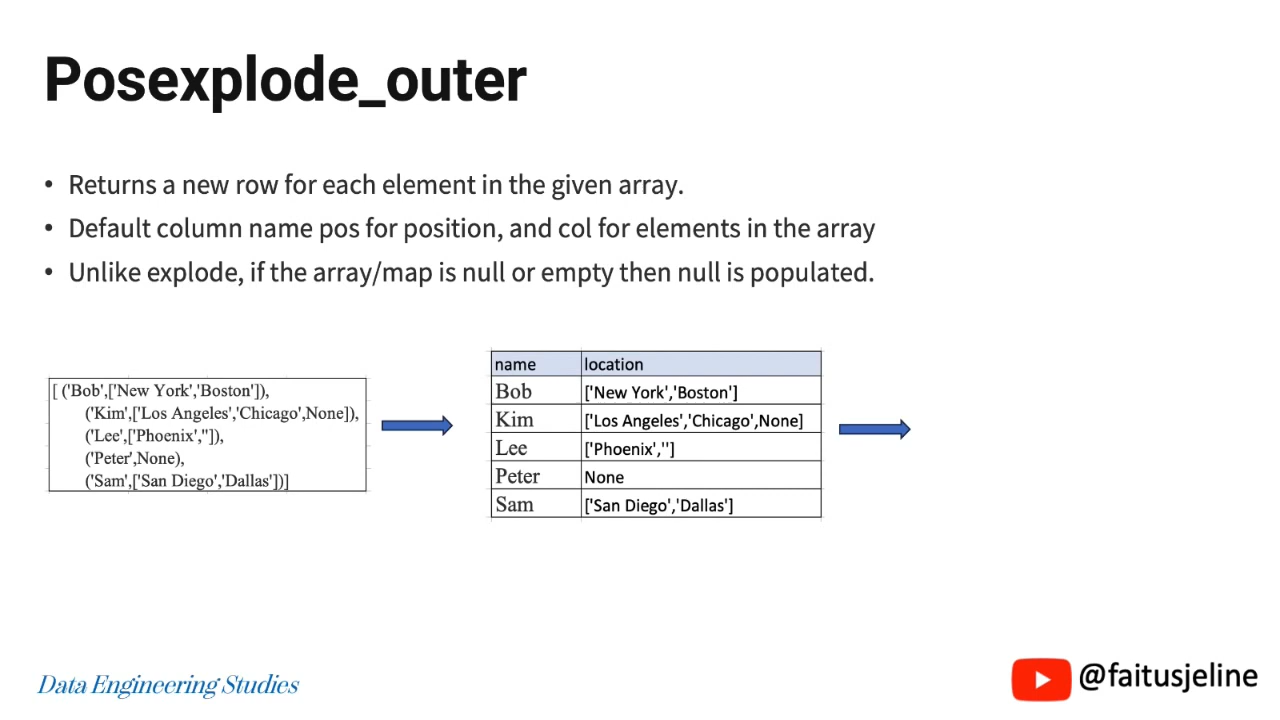 Posexplode_outer
• Returns a new row for each element in the given array.
• Default column name pos for position, and col for elements in the array
• Unlike explode, if the array/map is null or empty then null is populated.
[ ('Bob',['New York','Boston']),
('Kim',['Los Angeles','Chicago',None]),
('Lee',['Phoenix','']),
('Peter',None),
('Sam',['San Diego','Dallas'])]
name location
Bob ['New York','Boston']
Kim ['Los Angeles','Chicago',None]
Lee ['Phoenix','']
Peter None
Sam ['San Diego','Dallas']
Data Engineering Studies
@faitusjeline